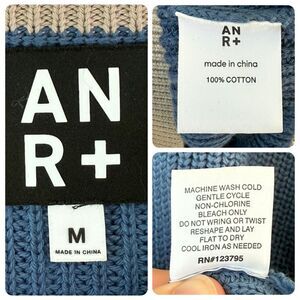 AN
R+
M
MADE IN CHINA
AN
R+
made in china
100% COTTON
MACHINE WASH COLD
GENTLE CYCLE
NON-CHLORINE
BLEACH ONLY
DO NOT WRING OR TWIST
RESHAPE AND LAY
FLAT TO DRY
COOL IRON AS NEEDED
RN#123795